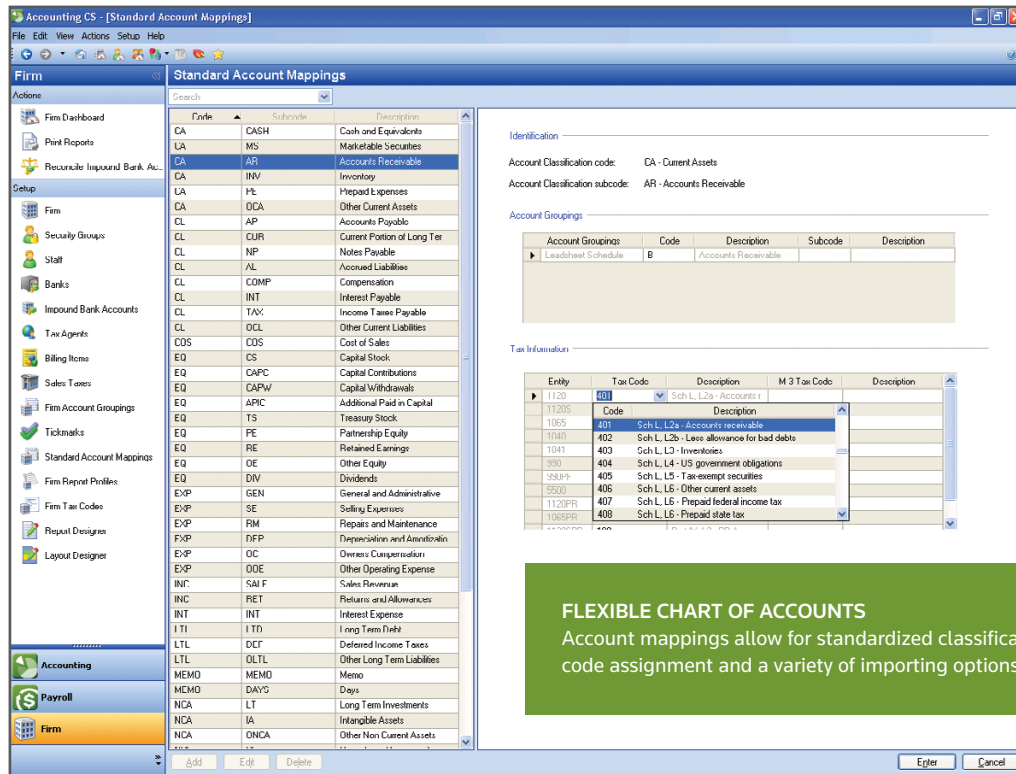 Accounting CS - [Standard Account Mappings]
File Edit View Actions Setup Help
Firm
Standard Account Mappings
Actions
Firm Dashboard
Print Reports
Reconcile Impound Bank Ac...
Setup
Firm
Security Groups
Staff
Banks
Impound Bank Accounts
Tax Agents
Billing Items
Sales Taxes
Firm Account Groupings
Tickmarks
Standard Account Mappings
Firm Report Profiles
Firm Tax Codes
Report Designer
Layout Designer
Accounting
Payroll
Firm
Search
Code Subcode Description
CA CASH Cash and Equivalents
CA MS Marketable Securities
CA AR Accounts Receivable
CA INV Inventory
CA PE Prepaid Expenses
CA OCA Other Current Assets
CL AP Accounts Payable
CL CUR Current Portion of Long Ter
CL NP Notes Payable
CL AL Accrued Liabilities
CL COMP Compensation
CL INT Interest Payable
CL TAX Income Taxes Payable
CL OCL Other Current Liabilities
COS COS Cost of Sales
EQ CS Capital Stock
EQ CAPC Capital Contributions
EQ CAPW Capital Withdrawals
EQ APIC Additional Paid in Capital
EQ TS Treasury Stock
EQ PE Partnership Equity
EQ RE Retained Earnings
EQ OE Other Equity
EQ DIV Dividends
EXP GEN General and Administrative
EXP SE Selling Expenses
EXP RM Repairs and Maintenance
EXP DEP Depreciation and Amortizatio
EXP OC Owners Compensation
EXP OOE Other Operating Expense
INC SALE Sales Revenue
INC RET Returns and Allowances
INT INT Interest Expense
LTL LTD Long Term Debt
LTL DEF Deferred Income Taxes
LTL OLTL Other Long Term Liabilities
MEMO MEMO Memo
MEMO DAYS Days
NCA LT Long Term Investments
NCA IA Intangible Assets
NCA ONCA Other Non Current Assets
Add Edit Delete
Identification
Account Classification code: CA - Current Assets
Account Classification subcode: AR - Accounts Receivable
Account Groupings
Account Groupings Code Description Subcode Description
Leadsheet Schedule B Accounts Receivable
Tax Information
Entity Tax Code Description M 3 Tax Code Description
1120 401 Sch L, L2a - Accounts r
1120S
1065
1040
1041
990
990PF
5500
1120PR
1065PR
Code Description
401 Sch L, L2a - Accounts receivable
402 Sch L, L2b - Less allowance for bad debts
403 Sch L, L3 - Inventories
404 Sch L, L4 - US government obligations
405 Sch L, L5 - Tax-exempt securities
406 Sch L, L6 - Other current assets
407 Sch L, L6 - Prepaid federal income tax
408 Sch L, L6 - Prepaid state tax
FLEXIBLE CHART OF ACCOUNTS
Account mappings allow for standardized classifica
code assignment and a variety of importing options
Enter Cancel